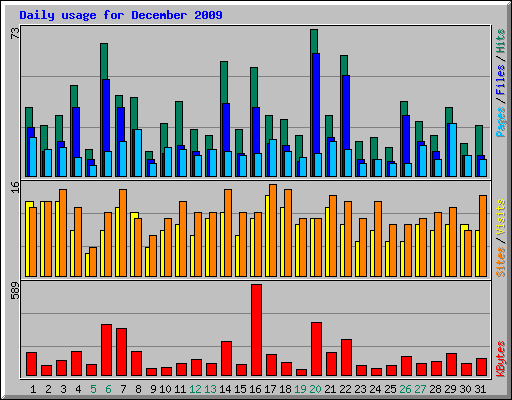 Daily usage for December 2009
73
Pages / Files / Hits
16
Sites / Visits
589
KBytes
1 2 3 4 5 6 7 8 9 10 11 12 13 14 15 16 17 18 19 20 21 22 23 24 25 26 27 28 29 30 31